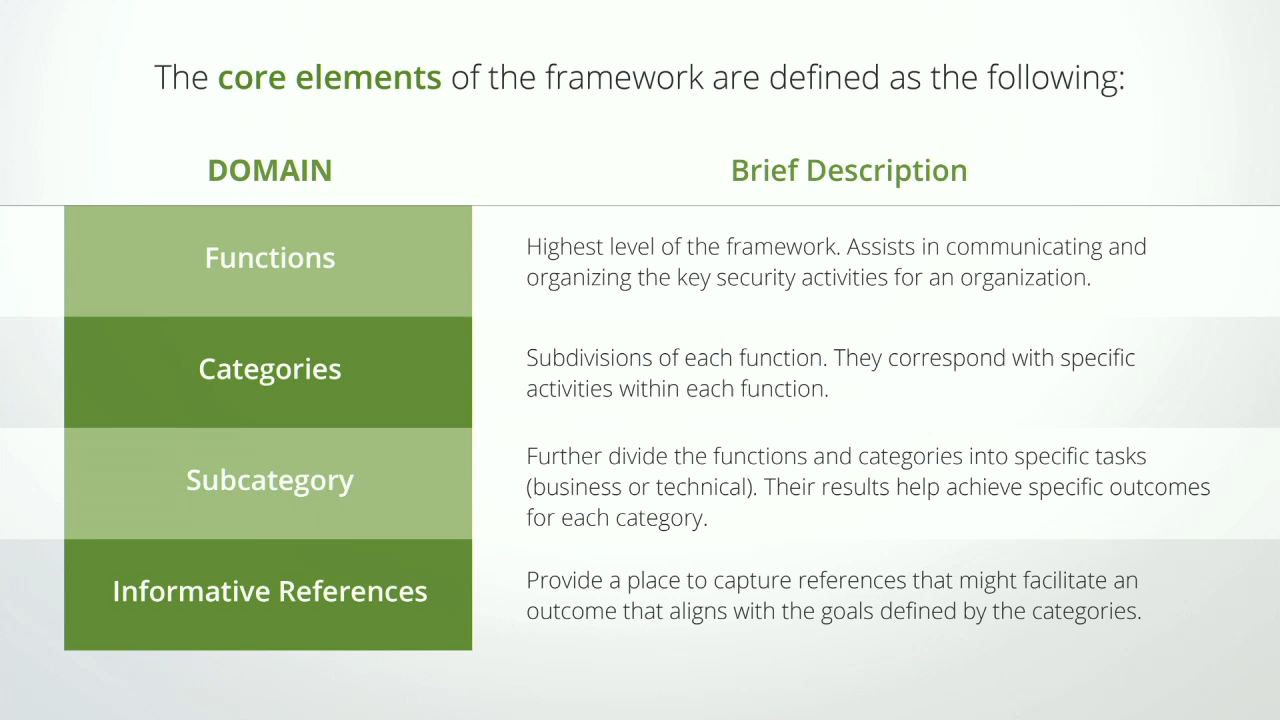 The core elements of the framework are defined as the following:
DOMAIN
Brief Description
Functions
Highest level of the framework. Assists in communicating and
organizing the key security activities for an organization.
Categories
Subdivisions of each function. They correspond with specific
activities within each function.
Subcategory
Further divide the functions and categories into specific tasks
(business or technical). Their results help achieve specific outcomes
for each category.
Informative References
Provide a place to capture references that might facilitate an
outcome that aligns with the goals defined by the categories.